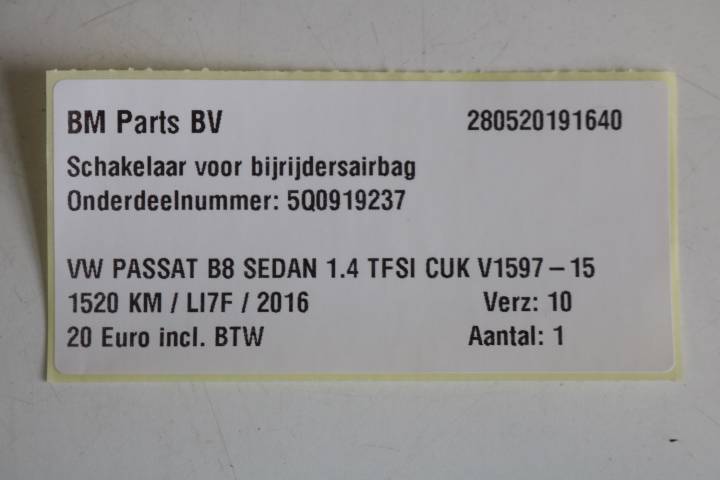 BM Parts BV 280520191640
Schakelaar voor bijrijdersairbag
Onderdeelnummer: 5Q0919237
VW PASSAT B8 SEDAN 1.4 TFSI CUK V1597 – 15
1520 KM / LI7F / 2016 Verz: 10
20 Euro incl. BTW Aantal: 1